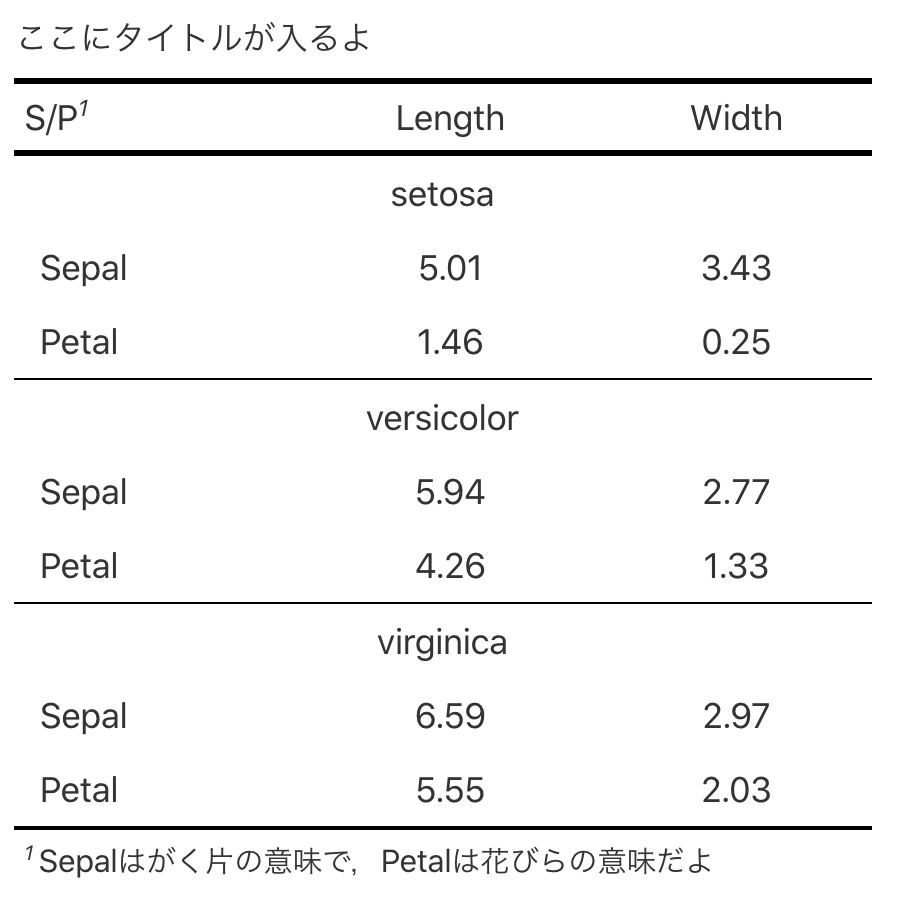 ここにタイトルが入るよ
S/P¹ Length Width
setosa
Sepal 5.01 3.43
Petal 1.46 0.25
versicolor
Sepal 5.94 2.77
Petal 4.26 1.33
virginica
Sepal 6.59 2.97
Petal 5.55 2.03
¹Sepalはがく片の意味で，Petalは花びらの意味だよ